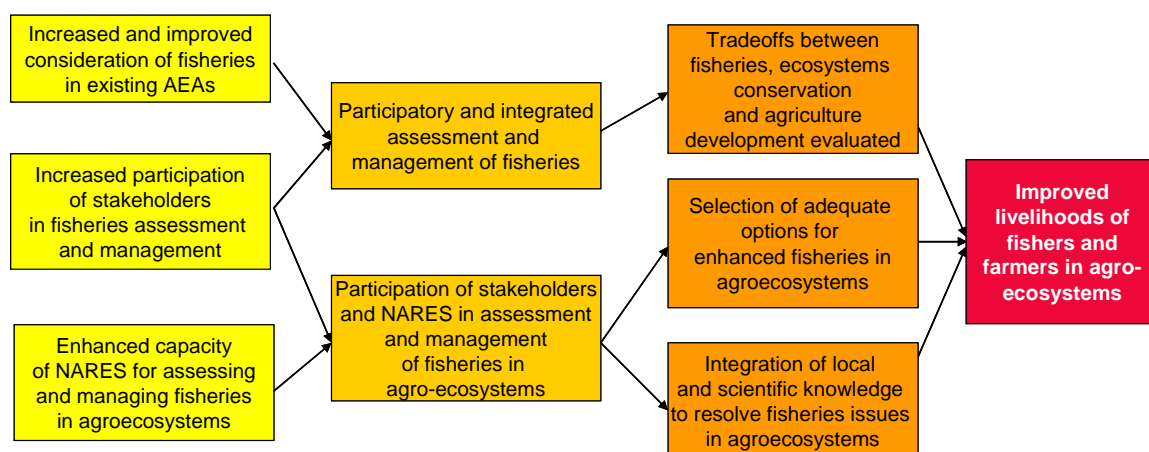 Increased and improved
consideration of fisheries
in existing AEAs
Increased participation
of stakeholders
in fisheries assessment
and management
Enhanced capacity
of NARES for assessing
and managing fisheries
in agroecosystems
Participatory and integrated
assessment and
management of fisheries
Participation of stakeholders
and NARES in assessment
and management
of fisheries in
agro-ecosystems
Tradeoffs between
fisheries, ecosystems
conservation
and agriculture
development evaluated
Selection of adequate
options for
enhanced fisheries in
agroecosystems
Integration of local
and scientific knowledge
to resolve fisheries issues
in agroecosystems
Improved
livelihoods of
fishers and
farmers in agro-
ecosystems